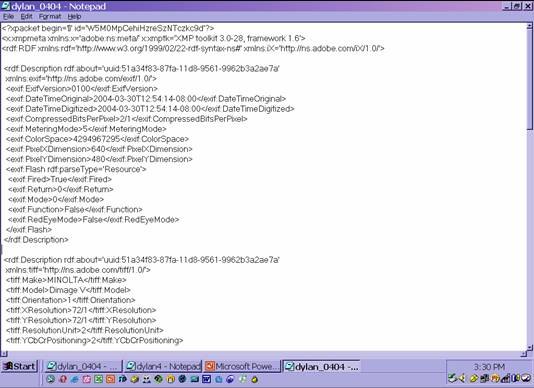 dylan_0404 - Notepad
File Edit Format Help
<?xpacket begin='' id='W5M0MpCehiHzreSzNTczkc9d'?>
<x:xmpmeta xmlns:x='adobe:ns:meta/' x:xmptk='XMP toolkit 3.0-28, framework 1.6'>
<rdf:RDF xmlns:rdf='http://www.w3.org/1999/02/22-rdf-syntax-ns#' xmlns:iX='http://ns.adobe.com/iX/1.0/'>
<rdf:Description rdf:about='uuid:51a34f83-87fa-11d8-9561-9962b3a2ae7a'
xmlns:exif='http://ns.adobe.com/exif/1.0/'>
<exif:ExifVersion>0100</exif:ExifVersion>
<exif:DateTimeOriginal>2004-03-30T12:54:14-08:00</exif:DateTimeOriginal>
<exif:DateTimeDigitized>2004-03-30T12:54:14-08:00</exif:DateTimeDigitized>
<exif:CompressedBitsPerPixel>2/1</exif:CompressedBitsPerPixel>
<exif:MeteringMode>5</exif:MeteringMode>
<exif:ColorSpace>4294967295</exif:ColorSpace>
<exif:PixelXDimension>640</exif:PixelXDimension>
<exif:PixelYDimension>480</exif:PixelYDimension>
<exif:Flash rdf:parseType='Resource'>
<exif:Fired>True</exif:Fired>
<exif:Return>0</exif:Return>
<exif:Mode>0</exif:Mode>
<exif:Function>False</exif:Function>
<exif:RedEyeMode>False</exif:RedEyeMode>
</exif:Flash>
</rdf:Description>
<rdf:Description rdf:about='uuid:51a34f83-87fa-11d8-9561-9962b3a2ae7a'
xmlns:tiff='http://ns.adobe.com/tiff/1.0/'>
<tiff:Make>MINOLTA</tiff:Make>
<tiff:Model>Dimage V</tiff:Model>
<tiff:Orientation>1</tiff:Orientation>
<tiff:XResolution>72/1</tiff:XResolution>
<tiff:YResolution>72/1</tiff:YResolution>
<tiff:ResolutionUnit>2</tiff:ResolutionUnit>
<tiff:YCbCrPositioning>2</tiff:YCbCrPositioning>
Start dylan_0404 - ... dylan4 - Notepad Microsoft Powe... dylan_0404 - ...
3:30 PM